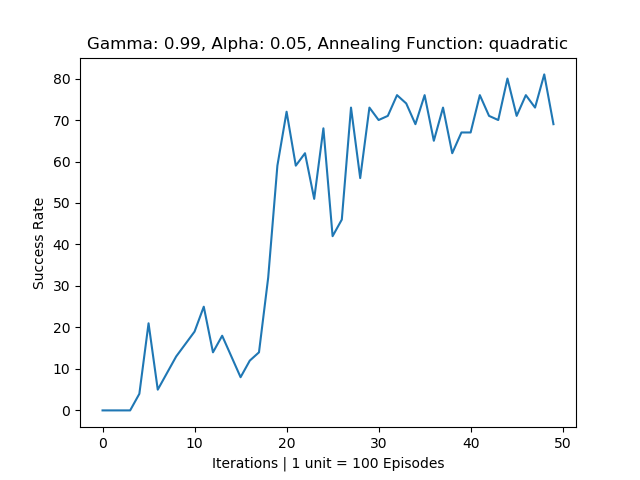 Gamma: 0.99, Alpha: 0.05, Annealing Function: quadratic
80
70
60
50
40
30
20
10
0
Success Rate
0 10 20 30 40 50
Iterations | 1 unit = 100 Episodes